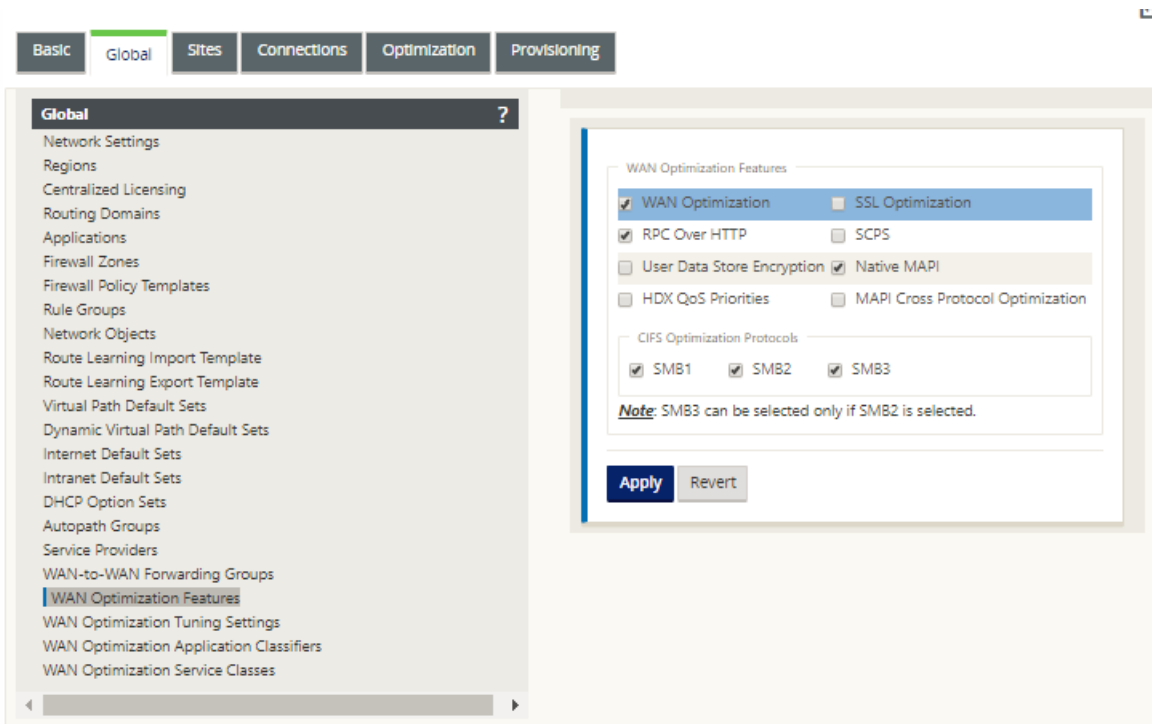 Basic Global Sites Connections Optimization Provisioning
Global ?
Network Settings
Regions
Centralized Licensing
Routing Domains
Applications
Firewall Zones
Firewall Policy Templates
Rule Groups
Network Objects
Route Learning Import Template
Route Learning Export Template
Virtual Path Default Sets
Dynamic Virtual Path Default Sets
Internet Default Sets
Intranet Default Sets
DHCP Option Sets
Autopath Groups
Service Providers
WAN-to-WAN Forwarding Groups
WAN Optimization Features
WAN Optimization Tuning Settings
WAN Optimization Application Classifiers
WAN Optimization Service Classes
WAN Optimization Features
WAN Optimization SSL Optimization
RPC Over HTTP SCPS
User Data Store Encryption Native MAPI
HDX QoS Priorities MAPI Cross Protocol Optimization
CIFS Optimization Protocols
SMB1 SMB2 SMB3
Note: SMB3 can be selected only if SMB2 is selected.
Apply Revert